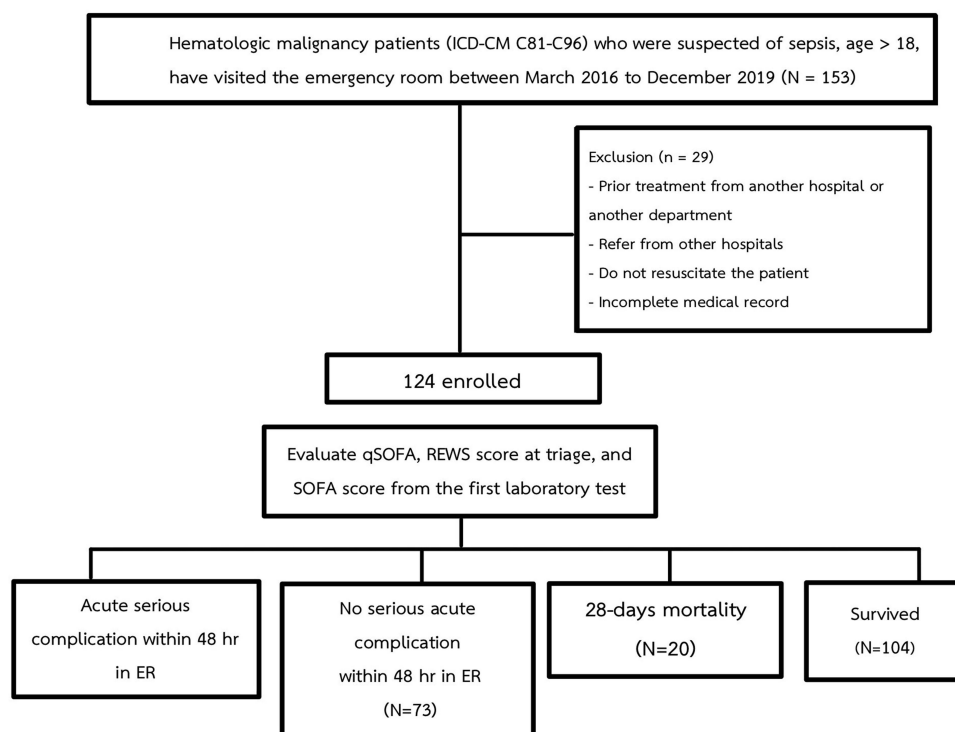 Hematologic malignancy patients (ICD-CM C81-C96) who were suspected of sepsis, age > 18,
have visited the emergency room between March 2016 to December 2019 (N = 153)
Exclusion (n = 29)
- Prior treatment from another hospital or
another department
- Refer from other hospitals
- Do not resuscitate the patient
- Incomplete medical record
124 enrolled
Evaluate qSOFA, REWS score at triage, and
SOFA score from the first laboratory test
Acute serious
complication within 48 hr
in ER
No serious acute
complication
within 48 hr in ER
(N=73)
28-days mortality
(N=20)
Survived
(N=104)